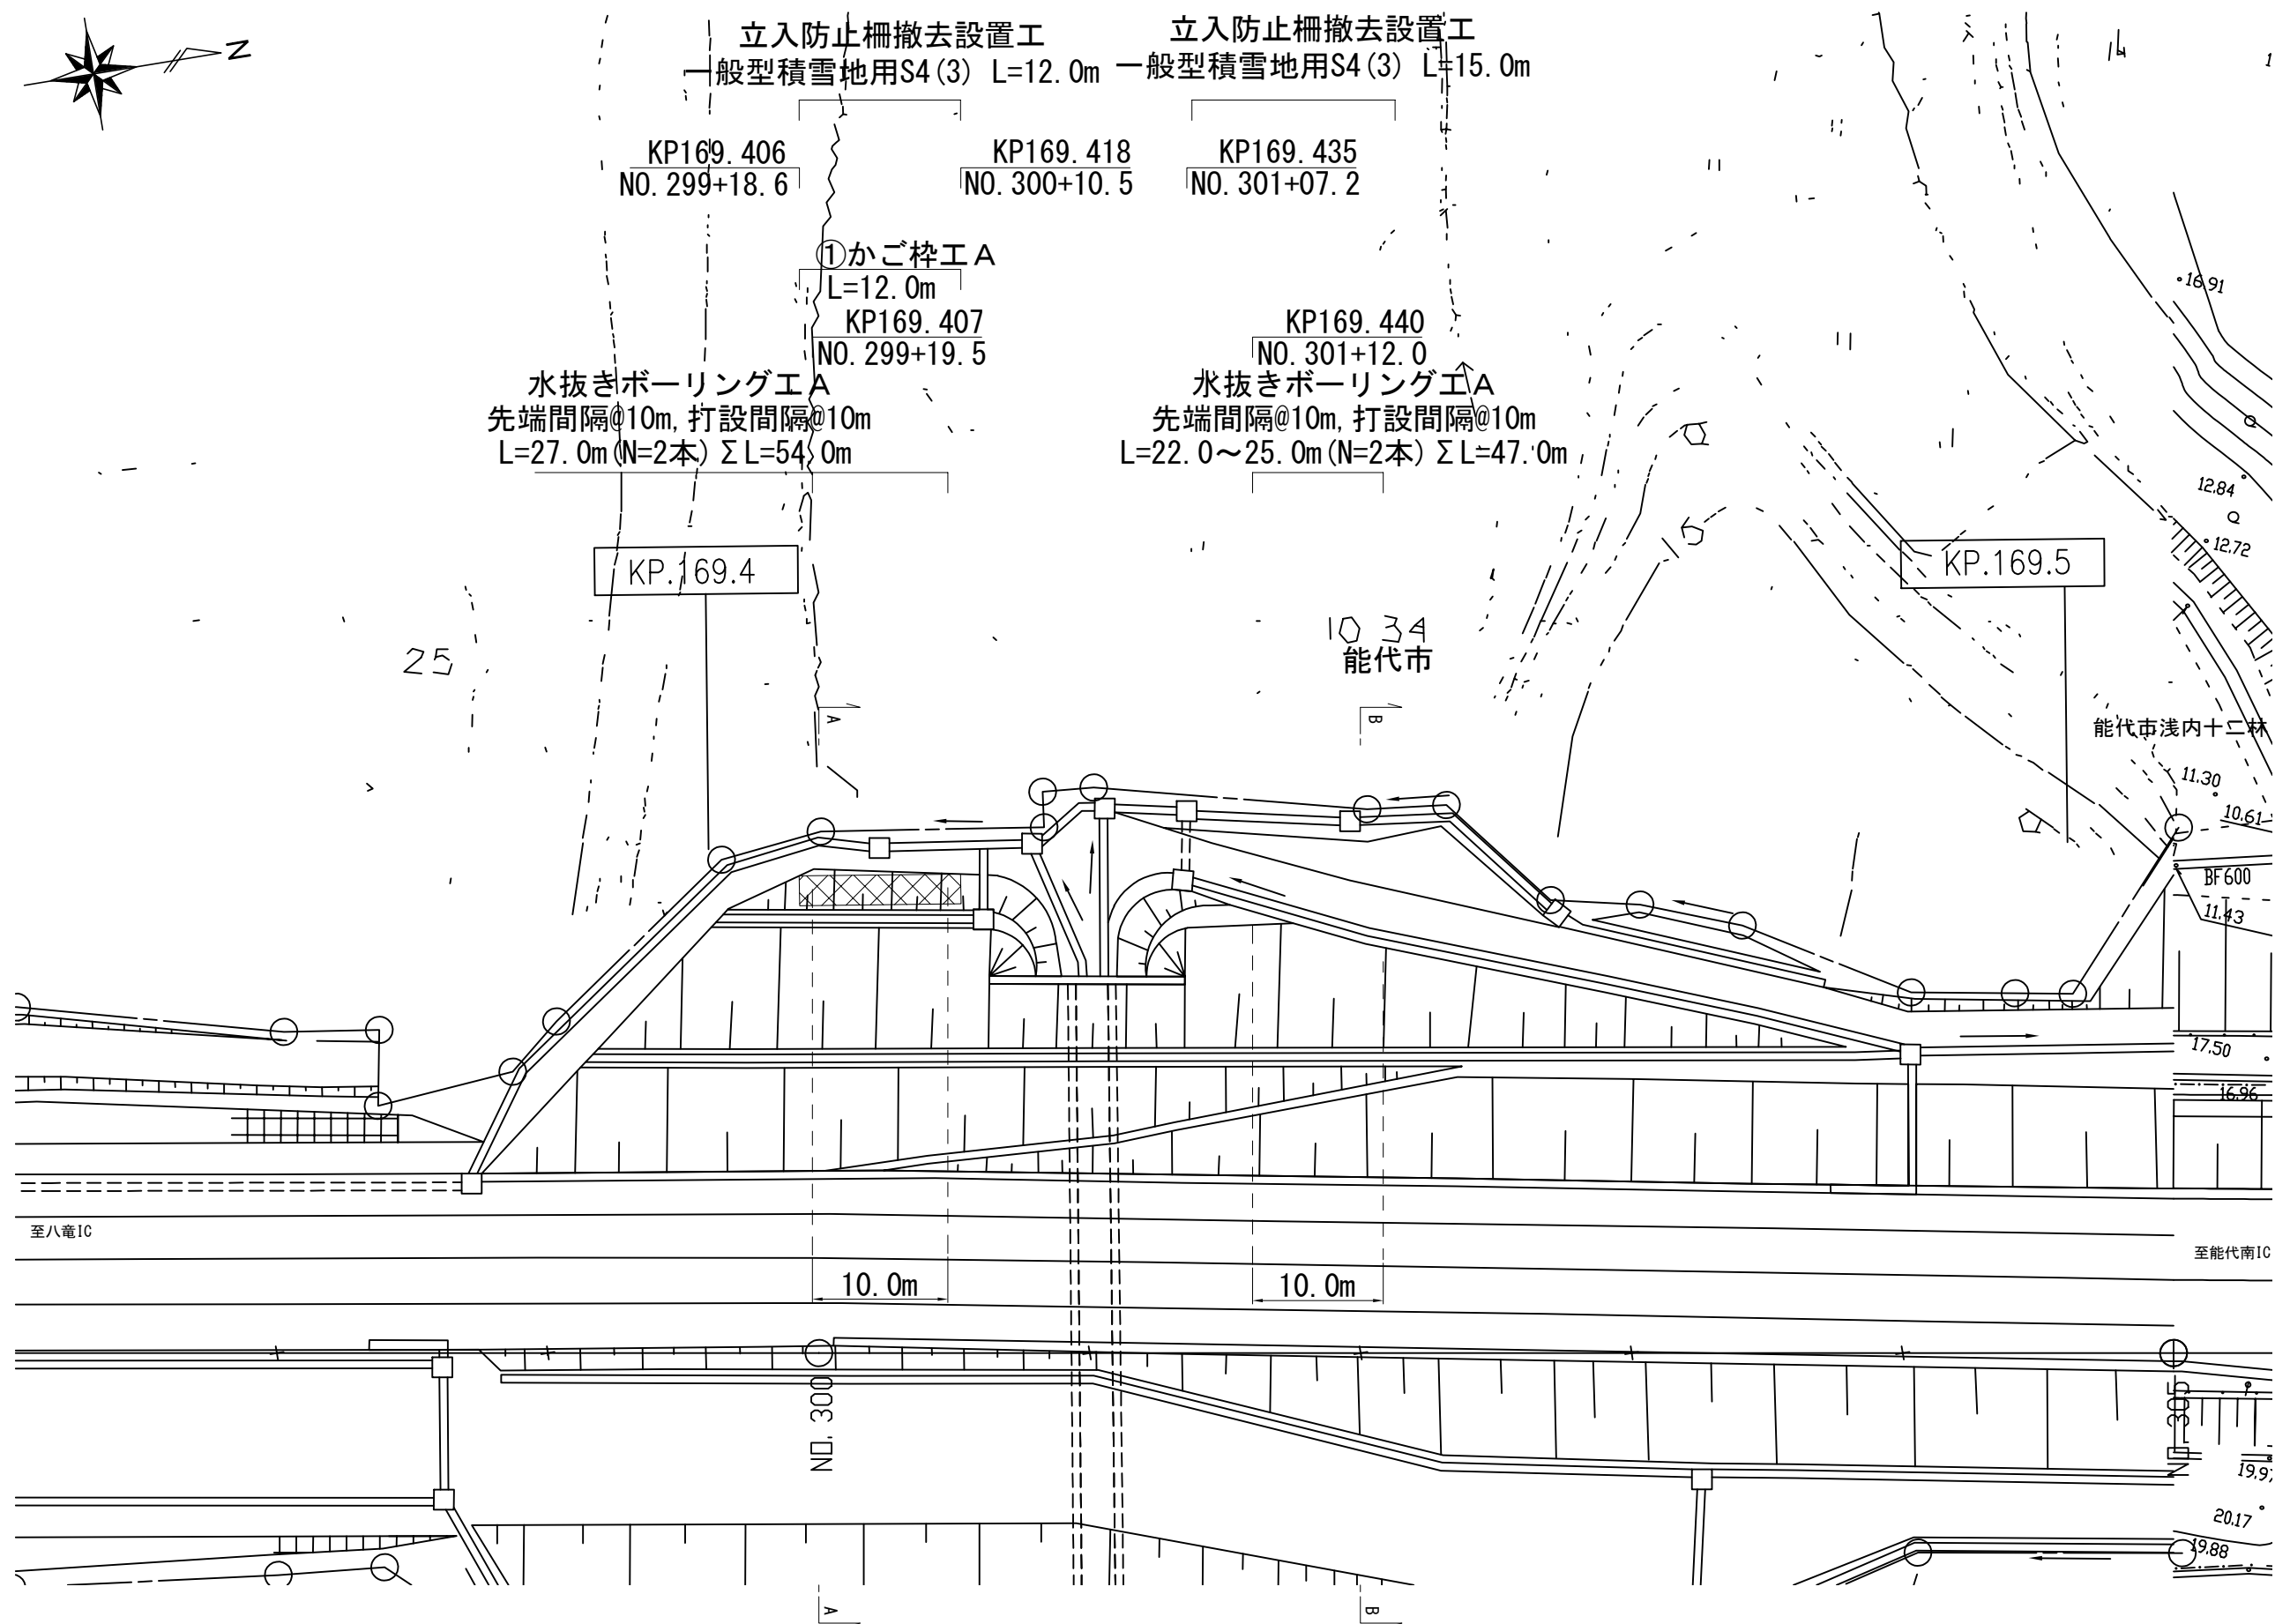 N
立入防止柵撤去設置工
一般型積雪地用S4(3) L=12.0m
立入防止柵撤去設置工
一般型積雪地用S4(3) L=15.0m
KP169.406
NO.299+18.6
KP169.418
NO.300+10.5
KP169.435
NO.301+07.2
①かご枠工A
L=12.0m
KP169.407
NO.299+19.5
KP169.440
NO.301+12.0
水抜きボーリング工A
先端間隔@10m,打設間隔@10m
L=27.0m(N=2本)ΣL=54.0m
水抜きボーリング工A
先端間隔@10m,打設間隔@10m
L=22.0～25.0m(N=2本)ΣL=47.0m
16.91
12.84
12.72
KP.169.4
KP.169.5
25
10 34
能代市
A
B
能代市浅内十二林
11.30
10.61
BF600
11.43
17.50
16.96
至八竜IC
至能代南IC
10.0m
10.0m
NO.300
NO.305
19.97
20.17
19.88
A
B